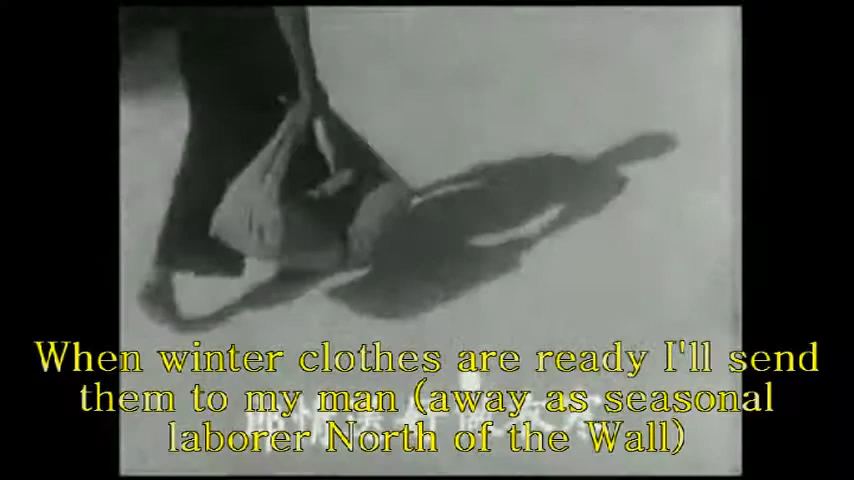 When winter clothes are ready I'll send
them to my man (away as seasonal
laborer North of the Wall)